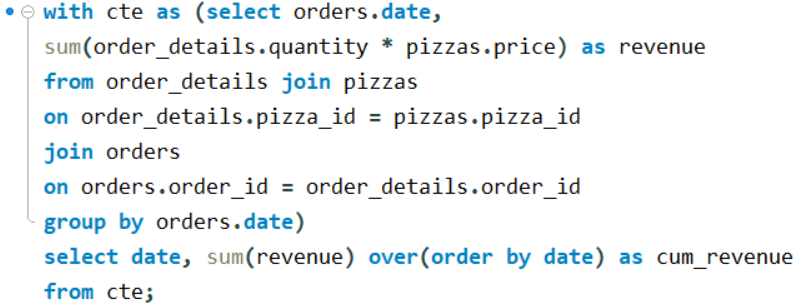 with cte as (select orders.date,
sum(order_details.quantity * pizzas.price) as revenue
from order_details join pizzas
on order_details.pizza_id = pizzas.pizza_id
join orders
on orders.order_id = order_details.order_id
group by orders.date)
select date, sum(revenue) over(order by date) as cum_revenue
from cte;